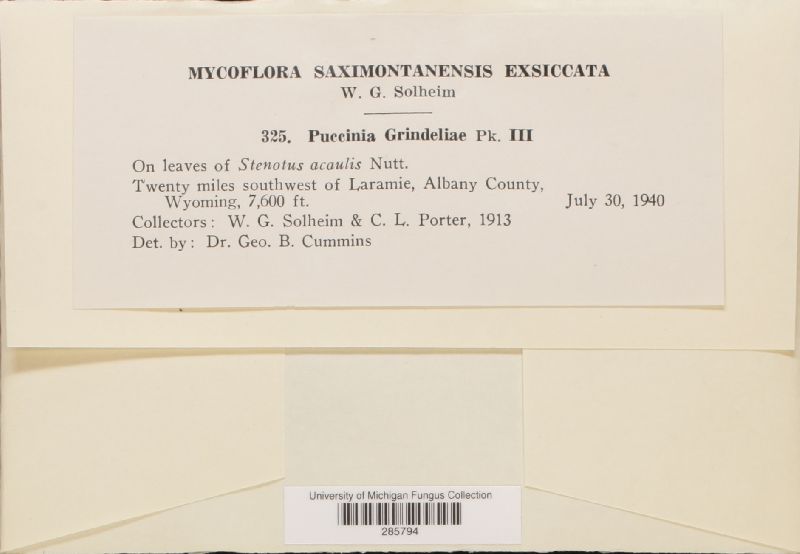 MYCOFLORA SAXIMONTANENSIS EXSICCATA
W. G. Solheim
325. Puccinia Grindeliae Pk. III
On leaves of Stenotus acaulis Nutt.
Twenty miles southwest of Laramie, Albany County,
Wyoming, 7,600 ft. July 30, 1940
Collectors: W. G. Solheim & C. L. Porter, 1913
Det. by: Dr. Geo. B. Cummins
University of Michigan Fungus Collection
285794